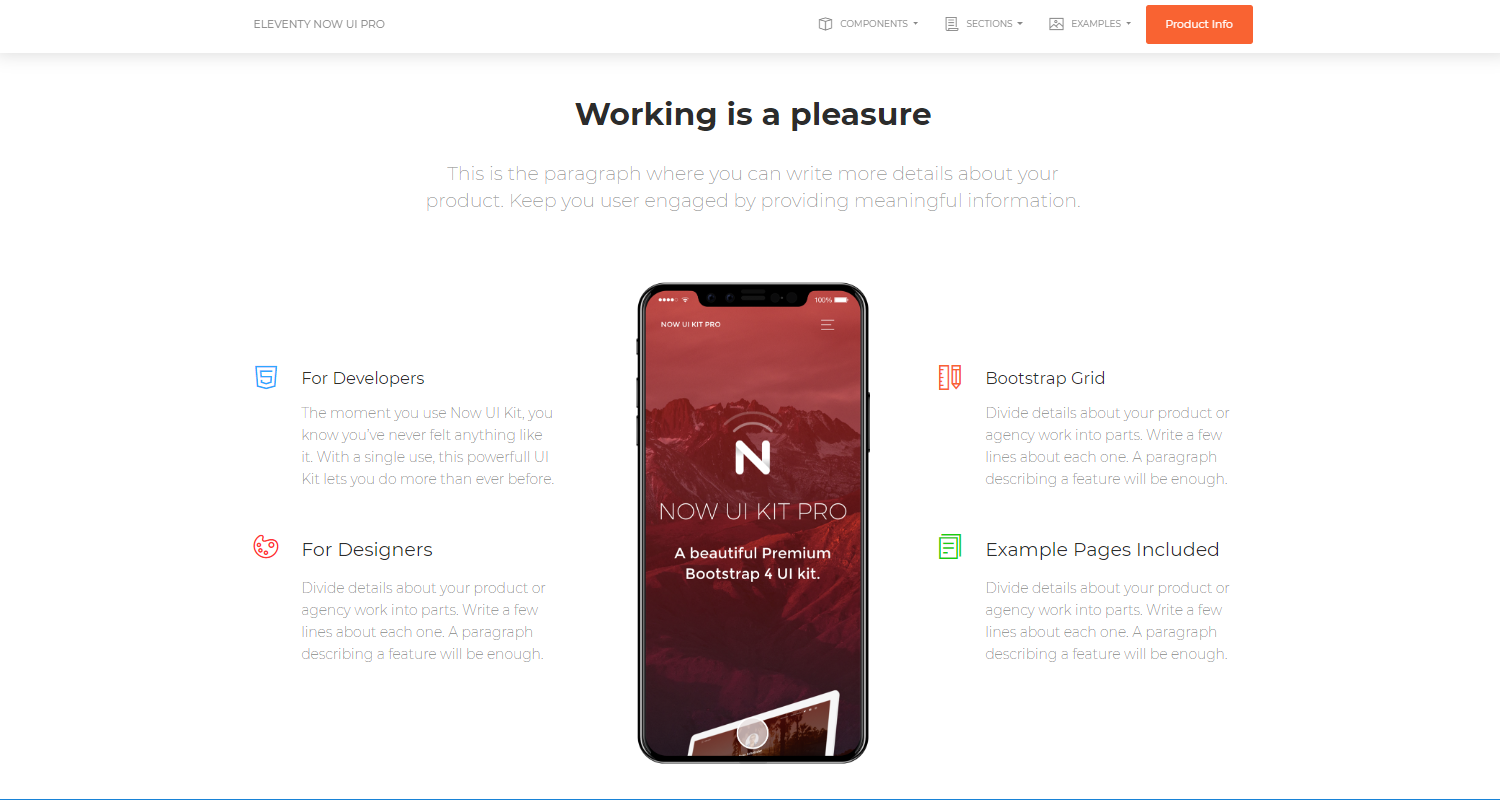 ELEVENTY NOW UI PRO
COMPONENTS
SECTIONS
EXAMPLES
Product Info
Working is a pleasure
This is the paragraph where you can write more details about your
product. Keep you user engaged by providing meaningful information.
For Developers
The moment you use Now UI Kit, you
know you've never felt anything like
it. With a single use, this powerfull UI
Kit lets you do more than ever before.
For Designers
Divide details about your product or
agency work into parts. Write a few
lines about each one. A paragraph
describing a feature will be enough.
100%
NOW UI KIT PRO
N
NOW UI KIT PRO
A beautiful Premium
Bootstrap 4 UI kit.
Bootstrap Grid
Divide details about your product or
agency work into parts. Write a few
lines about each one. A paragraph
describing a feature will be enough.
Example Pages Included
Divide details about your product or
agency work into parts. Write a few
lines about each one. A paragraph
describing a feature will be enough.